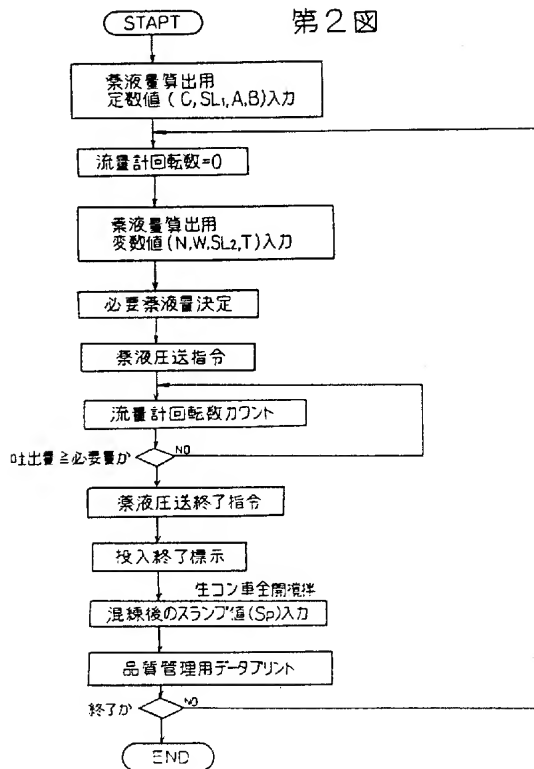 第2図
STAPT
薬液量算出用
定数値(C,SL1,A,B)入力
流量計回転数=0
薬液量算出用
変数値(N,W,SL2,T)入力
必要薬液量決定
薬液圧送指令
流量計回転数カウント
吐出量≧必要量か
NO
薬液圧送終了指令
投入終了標示
生コン車全開撹拌
混練後のスランプ値(Sp)入力
品質管理用データプリント
終了か
NO
END